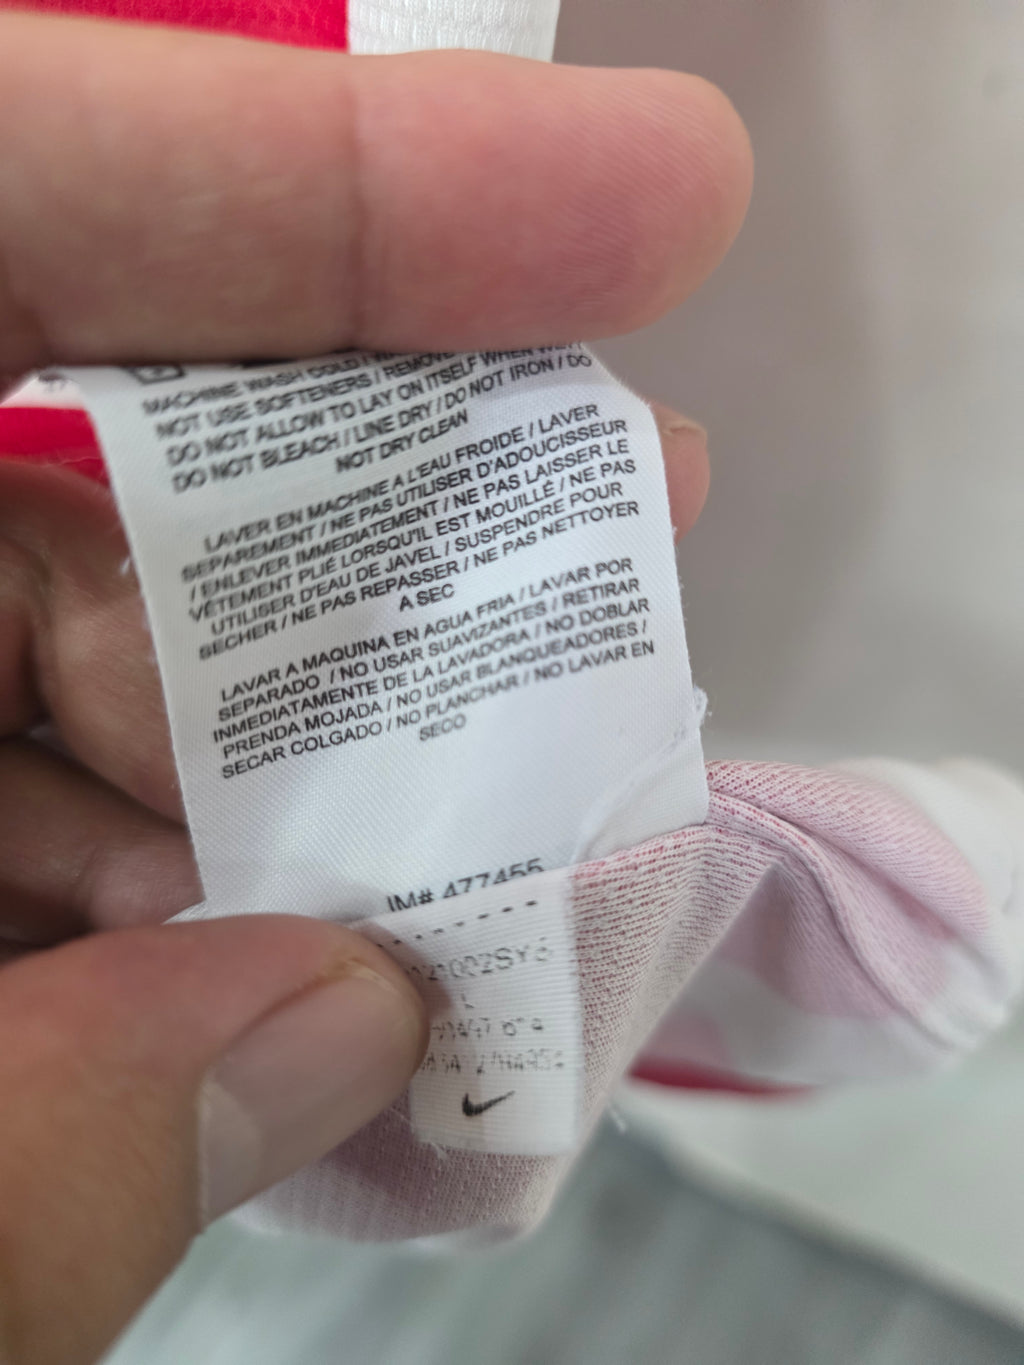 MACHINE WASH COLD /
NOT USE SOFTENERS / REMOVE
DO NOT ALLOW TO LAY ON ITSELF WHEN WET /
DO NOT BLEACH / LINE DRY / DO NOT IRON / DO
NOT DRY CLEAN
LAVER EN MACHINE A L'EAU FROIDE / LAVER
SEPAREMENT / NE PAS UTILISER D'ADOUCISSEUR
/ ENLEVER IMMEDIATEMENT / NE PAS LAISSER LE
VÊTEMENT PLIÉ LORSQU'IL EST MOUILLÉ / NE PAS
UTILISER D'EAU DE JAVEL / SUSPENDRE POUR
SECHER / NE PAS REPASSER / NE PAS NETTOYER
A SEC
LAVAR A MAQUINA EN AGUA FRIA / LAVAR POR
SEPARADO / NO USAR SUAVIZANTES / RETIRAR
INMEDIATAMENTE DE LA LAVADORA / NO DOBLAR
PRENDA MOJADA / NO USAR BLANQUEADORES /
SECAR COLGADO / NO PLANCHAR / NO LAVAR EN
SECO
IM# 477455
L